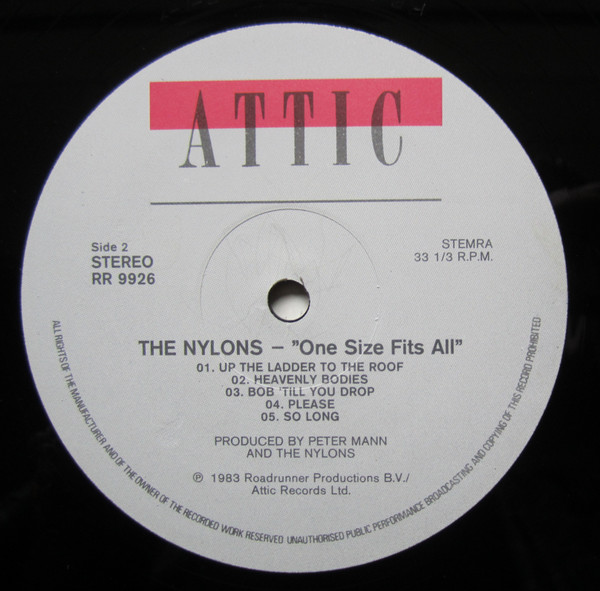 ATTIC
Side 2
STEREO
RR 9926
STEMRA
33 1/3 R.P.M.
THE NYLONS – "One Size Fits All"
01. UP THE LADDER TO THE ROOF
02. HEAVENLY BODIES
03. BOB 'TILL YOU DROP
04. PLEASE
05. SO LONG
PRODUCED BY PETER MANN
AND THE NYLONS
℗ 1983 Roadrunner Productions B.V./
Attic Records Ltd.
ALL RIGHTS OF THE MANUFACTURER AND OF THE OWNER OF THE RECORDED WORK RESERVED UNAUTHORISED PUBLIC PERFORMANCE BROADCASTING AND COPYING OF THIS RECORD PROHIBITED